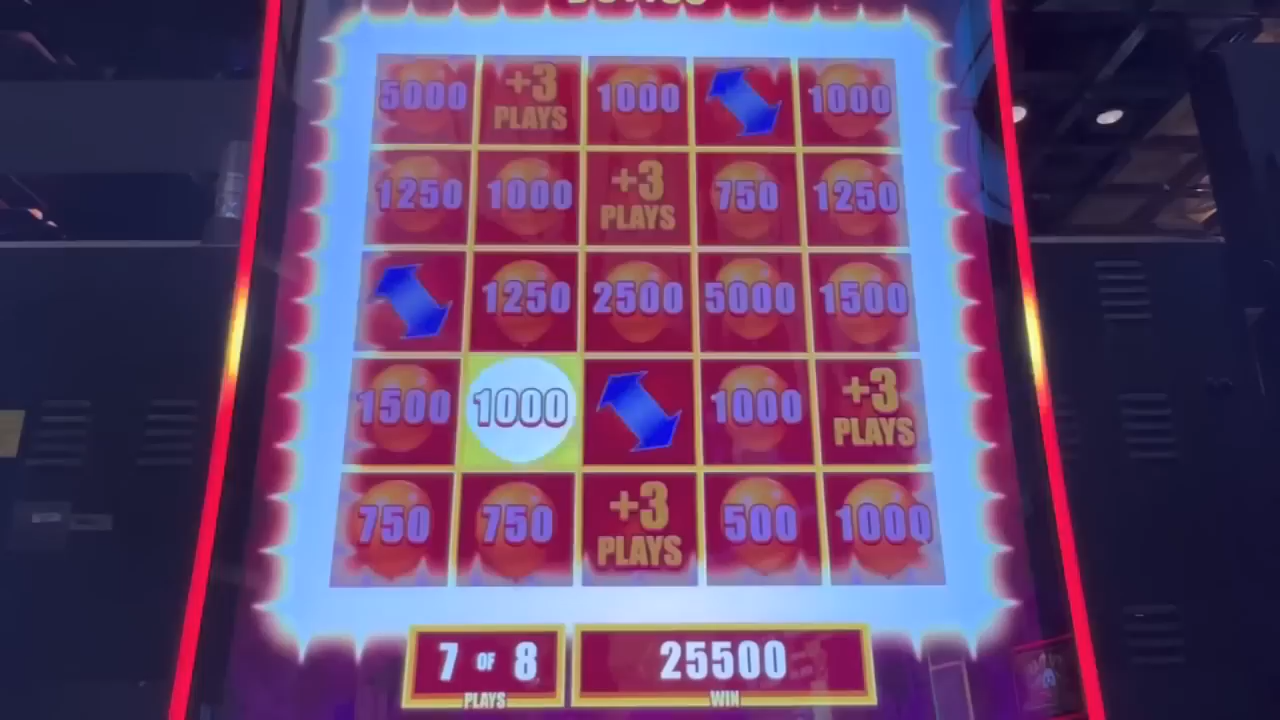 5000 +3 PLAYS 1000 1000
1250 1000 +3 PLAYS 750 1250
1250 2500 5000 1500
1500 1000 1000 +3 PLAYS
750 750 +3 PLAYS 500 1000
7 OF 8 25500
PLAYS WIN